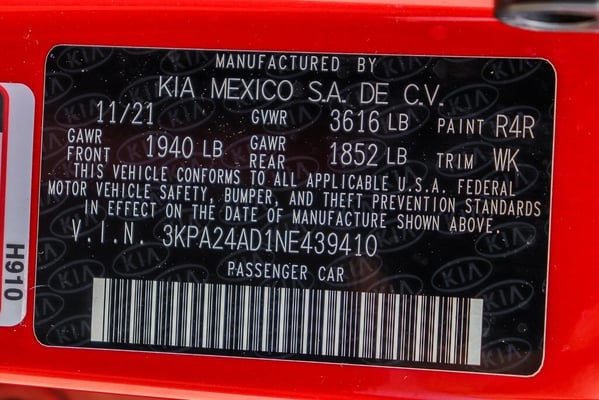 MANUFACTURED BY
KIA MEXICO S.A. DE C.V.
11/21 GVWR 3616 LB PAINT R4R
GAWR FRONT 1940 LB GAWR REAR 1852 LB TRIM WK
THIS VEHICLE CONFORMS TO ALL APPLICABLE U.S.A. FEDERAL
MOTOR VEHICLE SAFETY, BUMPER, AND THEFT PREVENTION STANDARDS
IN EFFECT ON THE DATE OF MANUFACTURE SHOWN ABOVE.
V.I.N. 3KPA24AD1NE439410
PASSENGER CAR
H910